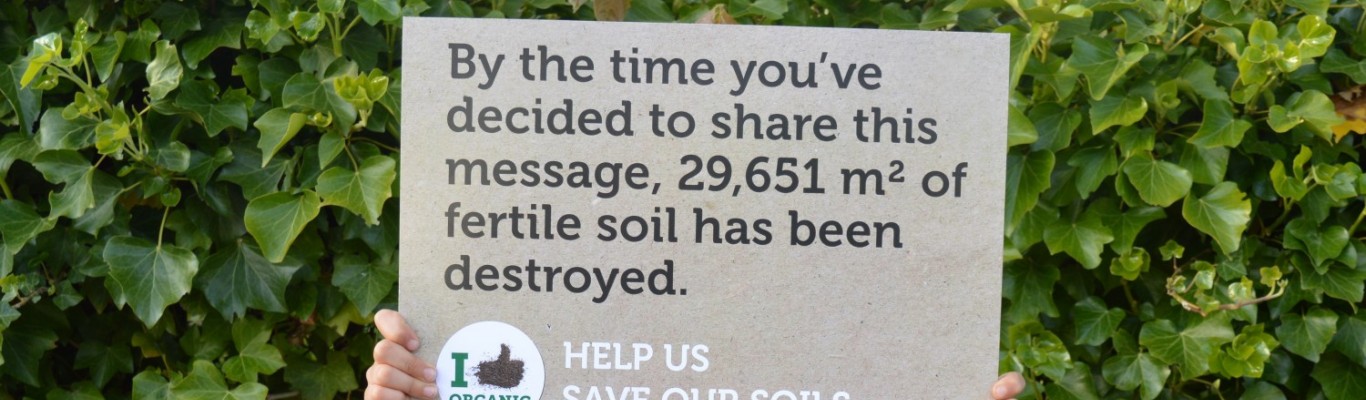 By the time you've
decided to share this
message, 29,651 m² of
fertile soil has been
destroyed.
I
ORGANIC
HELP US
SAVE OUR SOILS